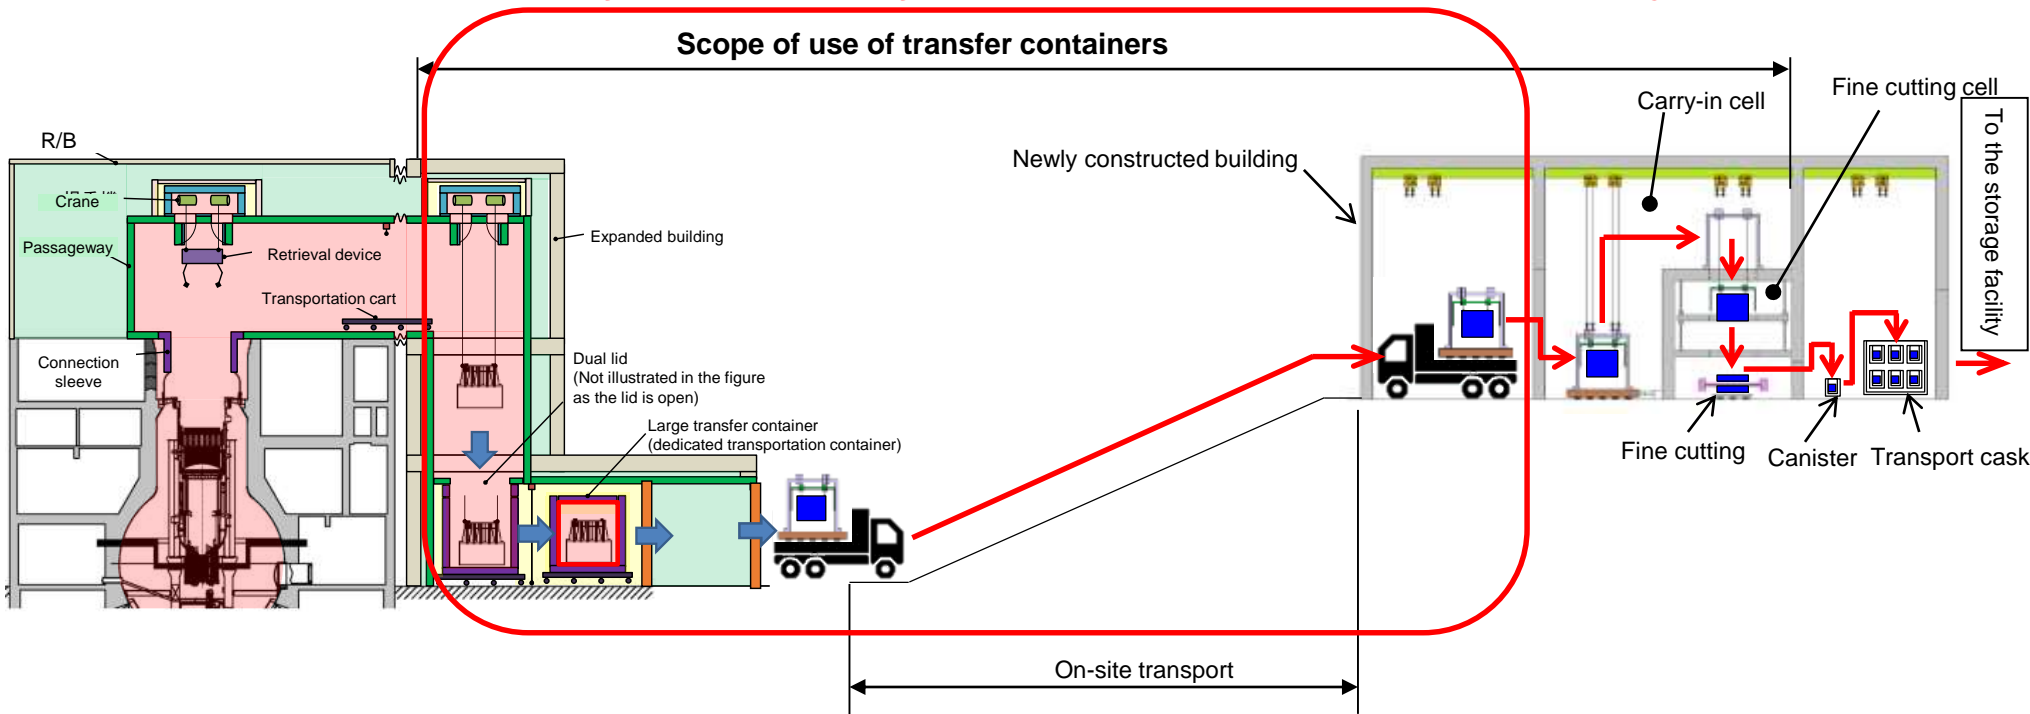 Scope of use of transfer containers
Fine cutting cell
Carry-in cell
To the storage facility
R/B
Newly constructed building
Crane
Expanded building
Passageway
Retrieval device
Transportation cart
Connection
sleeve
Dual lid
(Not illustrated in the figure
as the lid is open)
Large transfer container
(dedicated transportation container)
Fine cutting
Canister
Transport cask
On-site transport